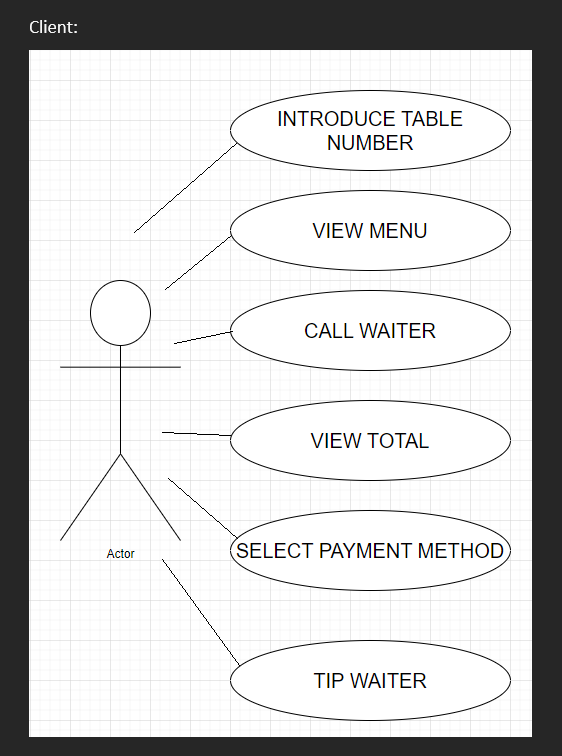 Client:
INTRODUCE TABLE
NUMBER
VIEW MENU
CALL WAITER
VIEW TOTAL
SELECT PAYMENT METHOD
Actor
TIP WAITER